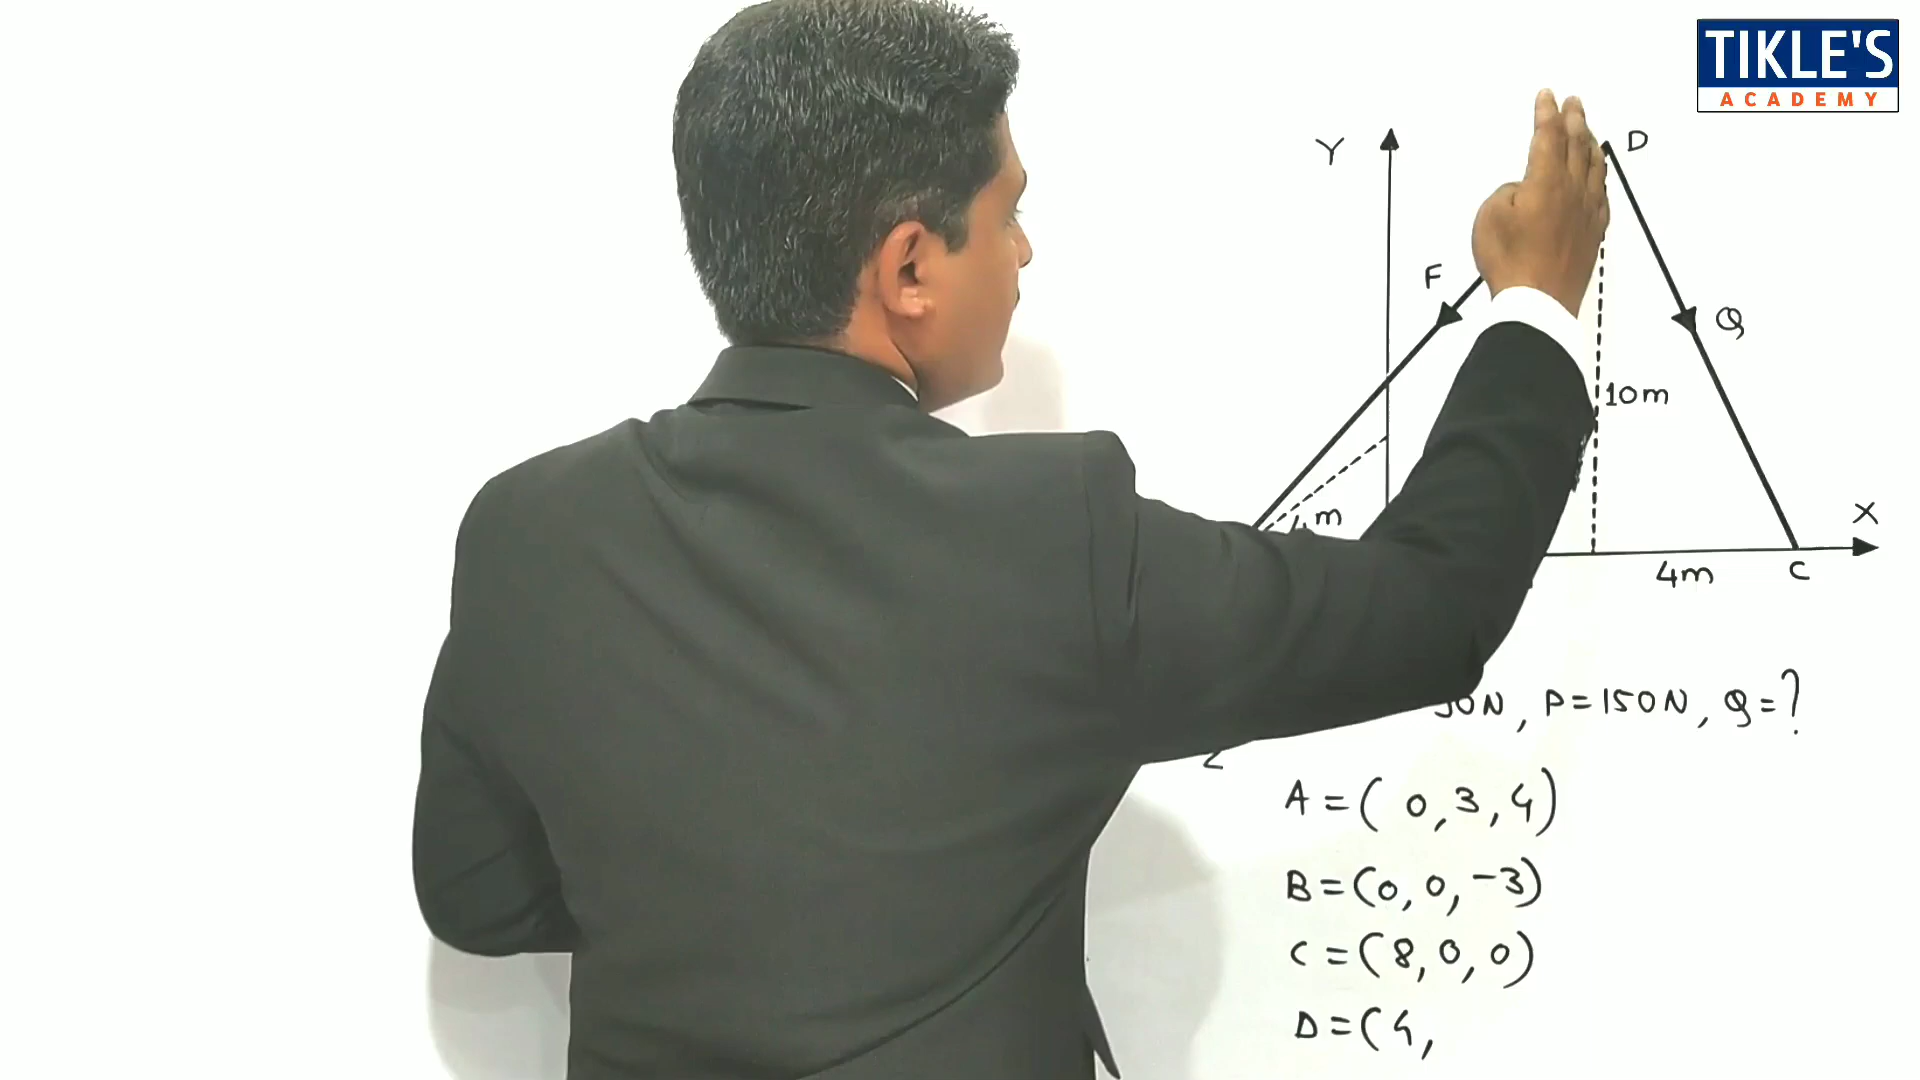 TIKLE'S
ACADEMY
Y
D
F
Q
10m
4m
X
4m
C
50N, P=150N, Q=?
Z
A=(0,3,4)
B=(0,0,-3)
C=(8,0,0)
D=(4,